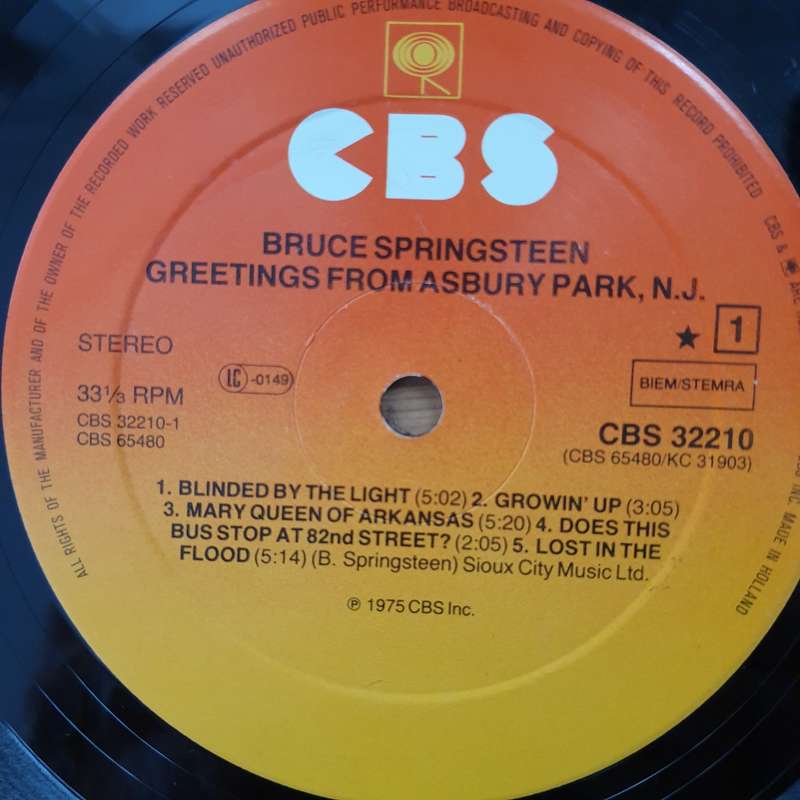 ALL RIGHTS OF THE MANUFACTURER AND OF THE OWNER OF THE RECORDED WORK RESERVED UNAUTHORIZED PUBLIC PERFORMANCE BROADCASTING AND COPYING OF THIS RECORD PROHIBITED
CBS & ARE
INC. MADE IN HOLLAND
CBS
BRUCE SPRINGSTEEN
GREETINGS FROM ASBURY PARK, N.J.
STEREO
★ 1
33 1/3 RPM
LC -0149
BIEM/STEMRA
CBS 32210-1
CBS 65480
CBS 32210
(CBS 65480/KC 31903)
1. BLINDED BY THE LIGHT (5:02) 2. GROWIN' UP (3:05)
3. MARY QUEEN OF ARKANSAS (5:20) 4. DOES THIS
BUS STOP AT 82nd STREET? (2:05) 5. LOST IN THE
FLOOD (5:14) (B. Springsteen) Sioux City Music Ltd.
℗ 1975 CBS Inc.